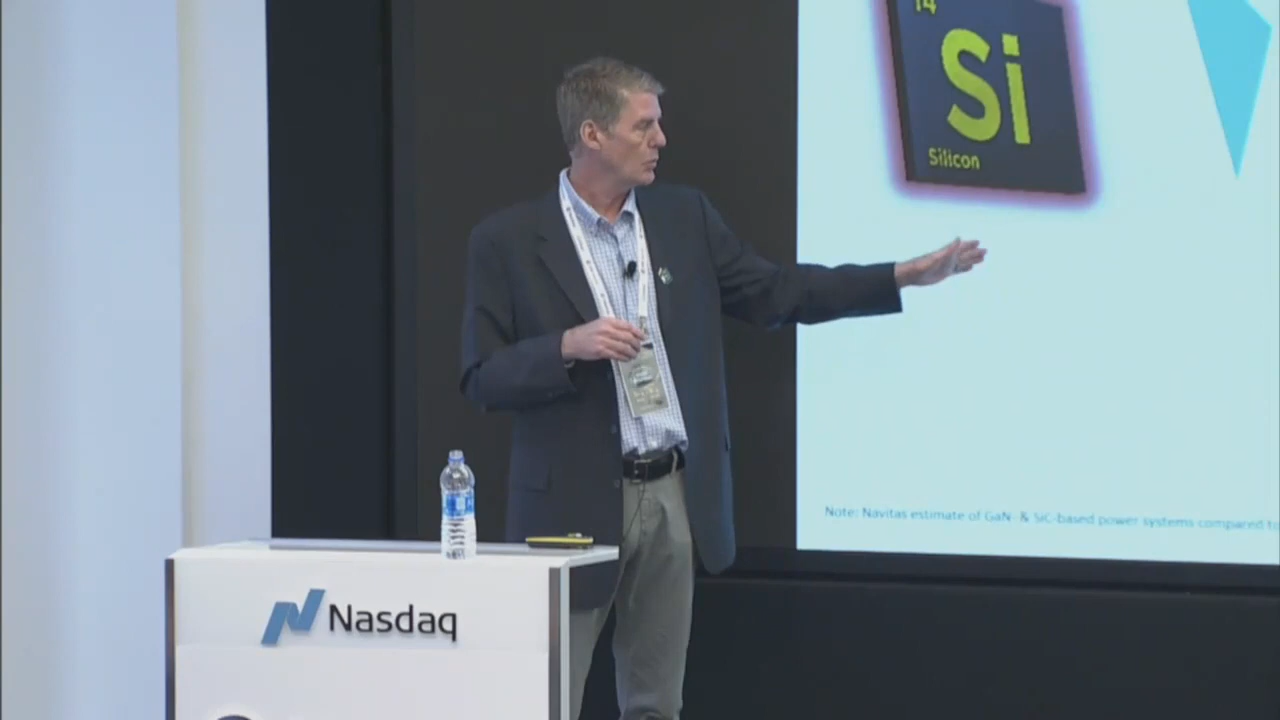 14
Si
Silicon
Note: Navitas estimate of GaN- & SiC-based power systems compared to
Nasdaq